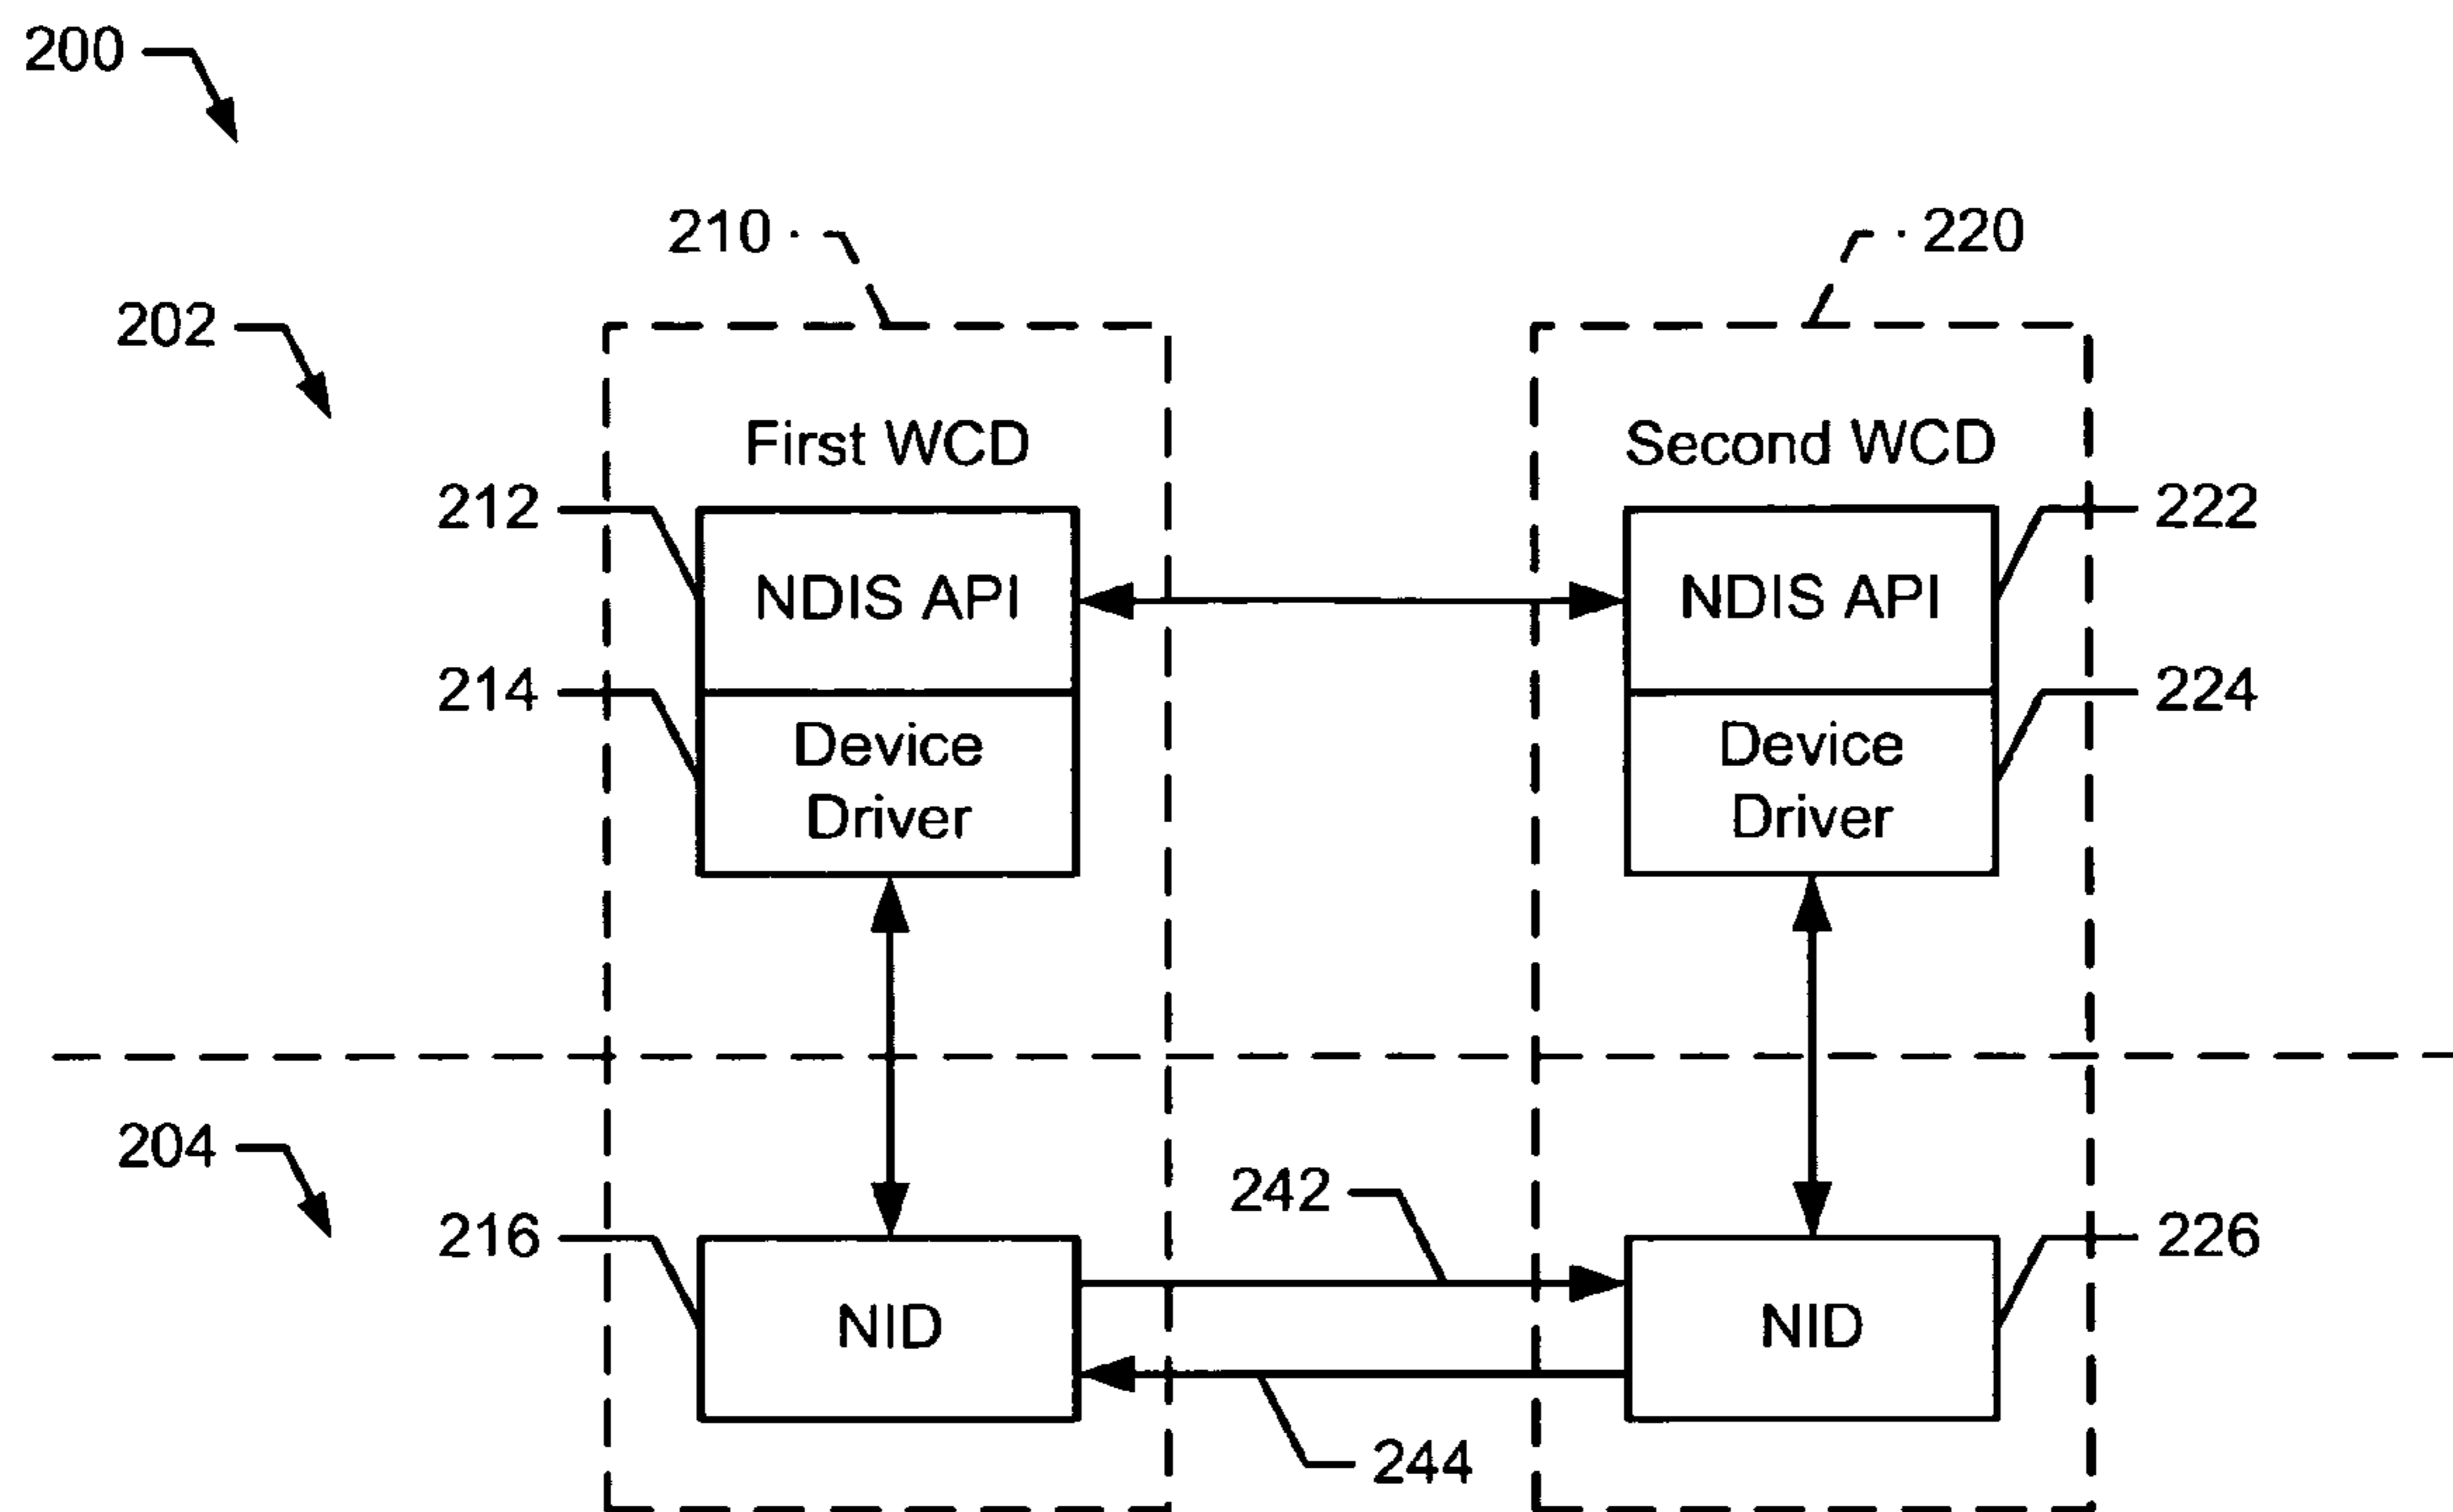 200
210
220
202
First WCD
Second WCD
212
222
NDIS API
NDIS API
214
224
Device
Driver
Device
Driver
204
242
216
226
NID
NID
244